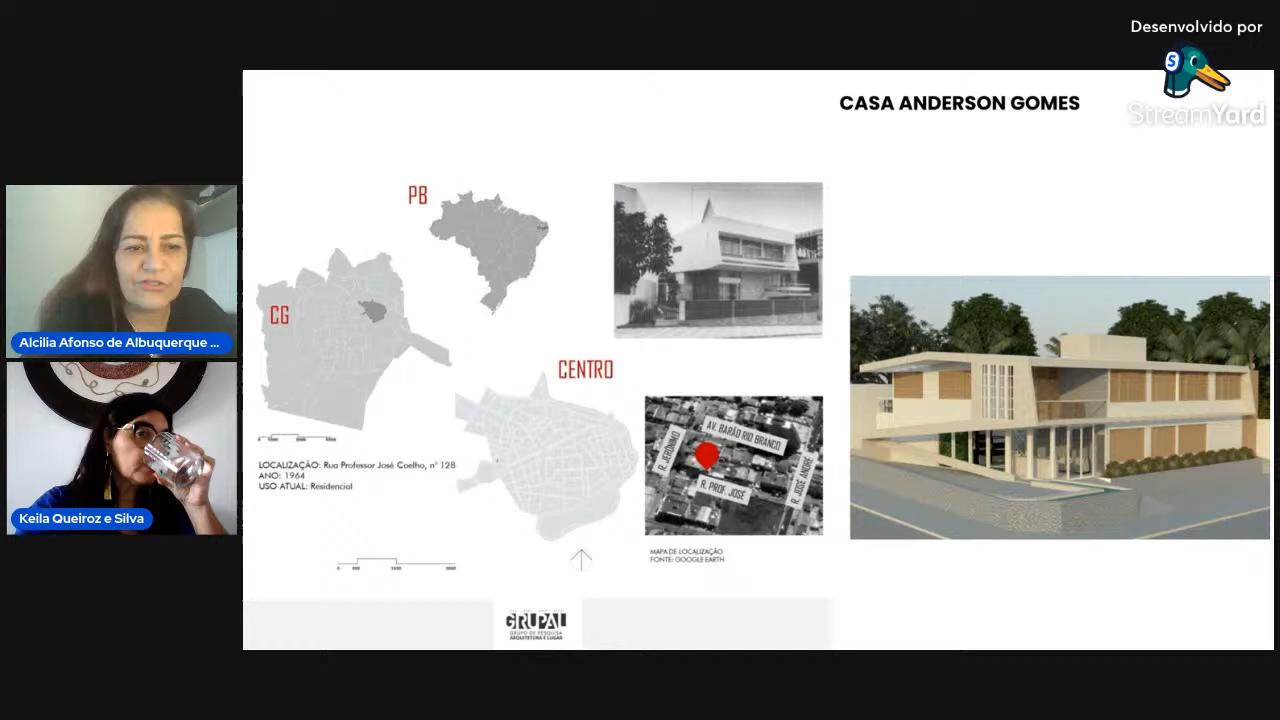 Desenvolvido por
StreamYard
S
CASA ANDERSON GOMES
PB
CG
CENTRO
LOCALIZAÇÃO: Rua Professor José Coelho, n° 128
ANO: 1964
USO ATUAL: Residencial
AV. BARÃO RIO BRANCO
R. JERÔNIMO
R. PROF. JOSÉ
R. JOSÉ ANDRÉ
MAPA DE LOCALIZAÇÃO
FONTE: GOOGLE EARTH
GRUPAL
GRUPO DE PESQUISA
ARQUITETURA E LUGAR
Alcilia Afonso de Albuquerque ...
Keila Queiroz e Silva